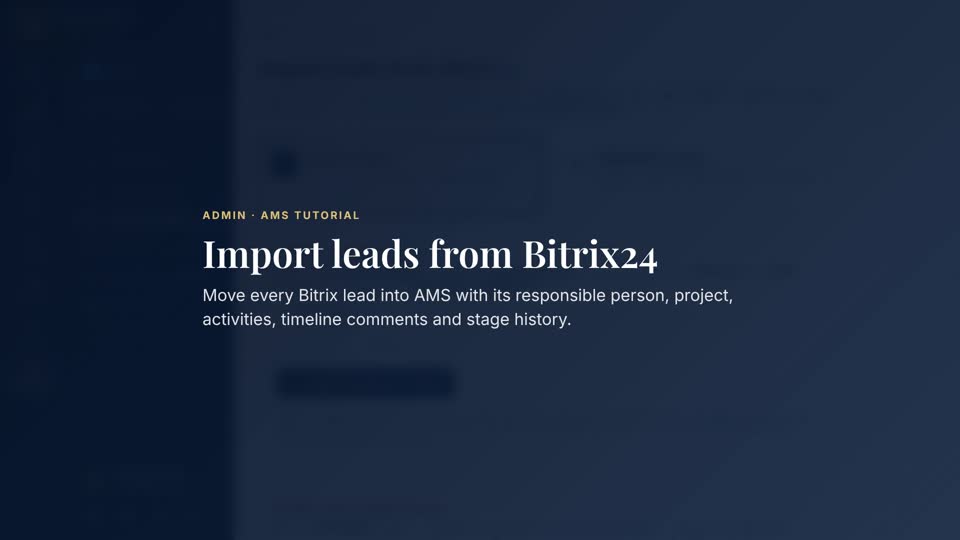 ADMIN · AMS TUTORIAL
Import leads from Bitrix24
Move every Bitrix lead into AMS with its responsible person, project,
activities, timeline comments and stage history.